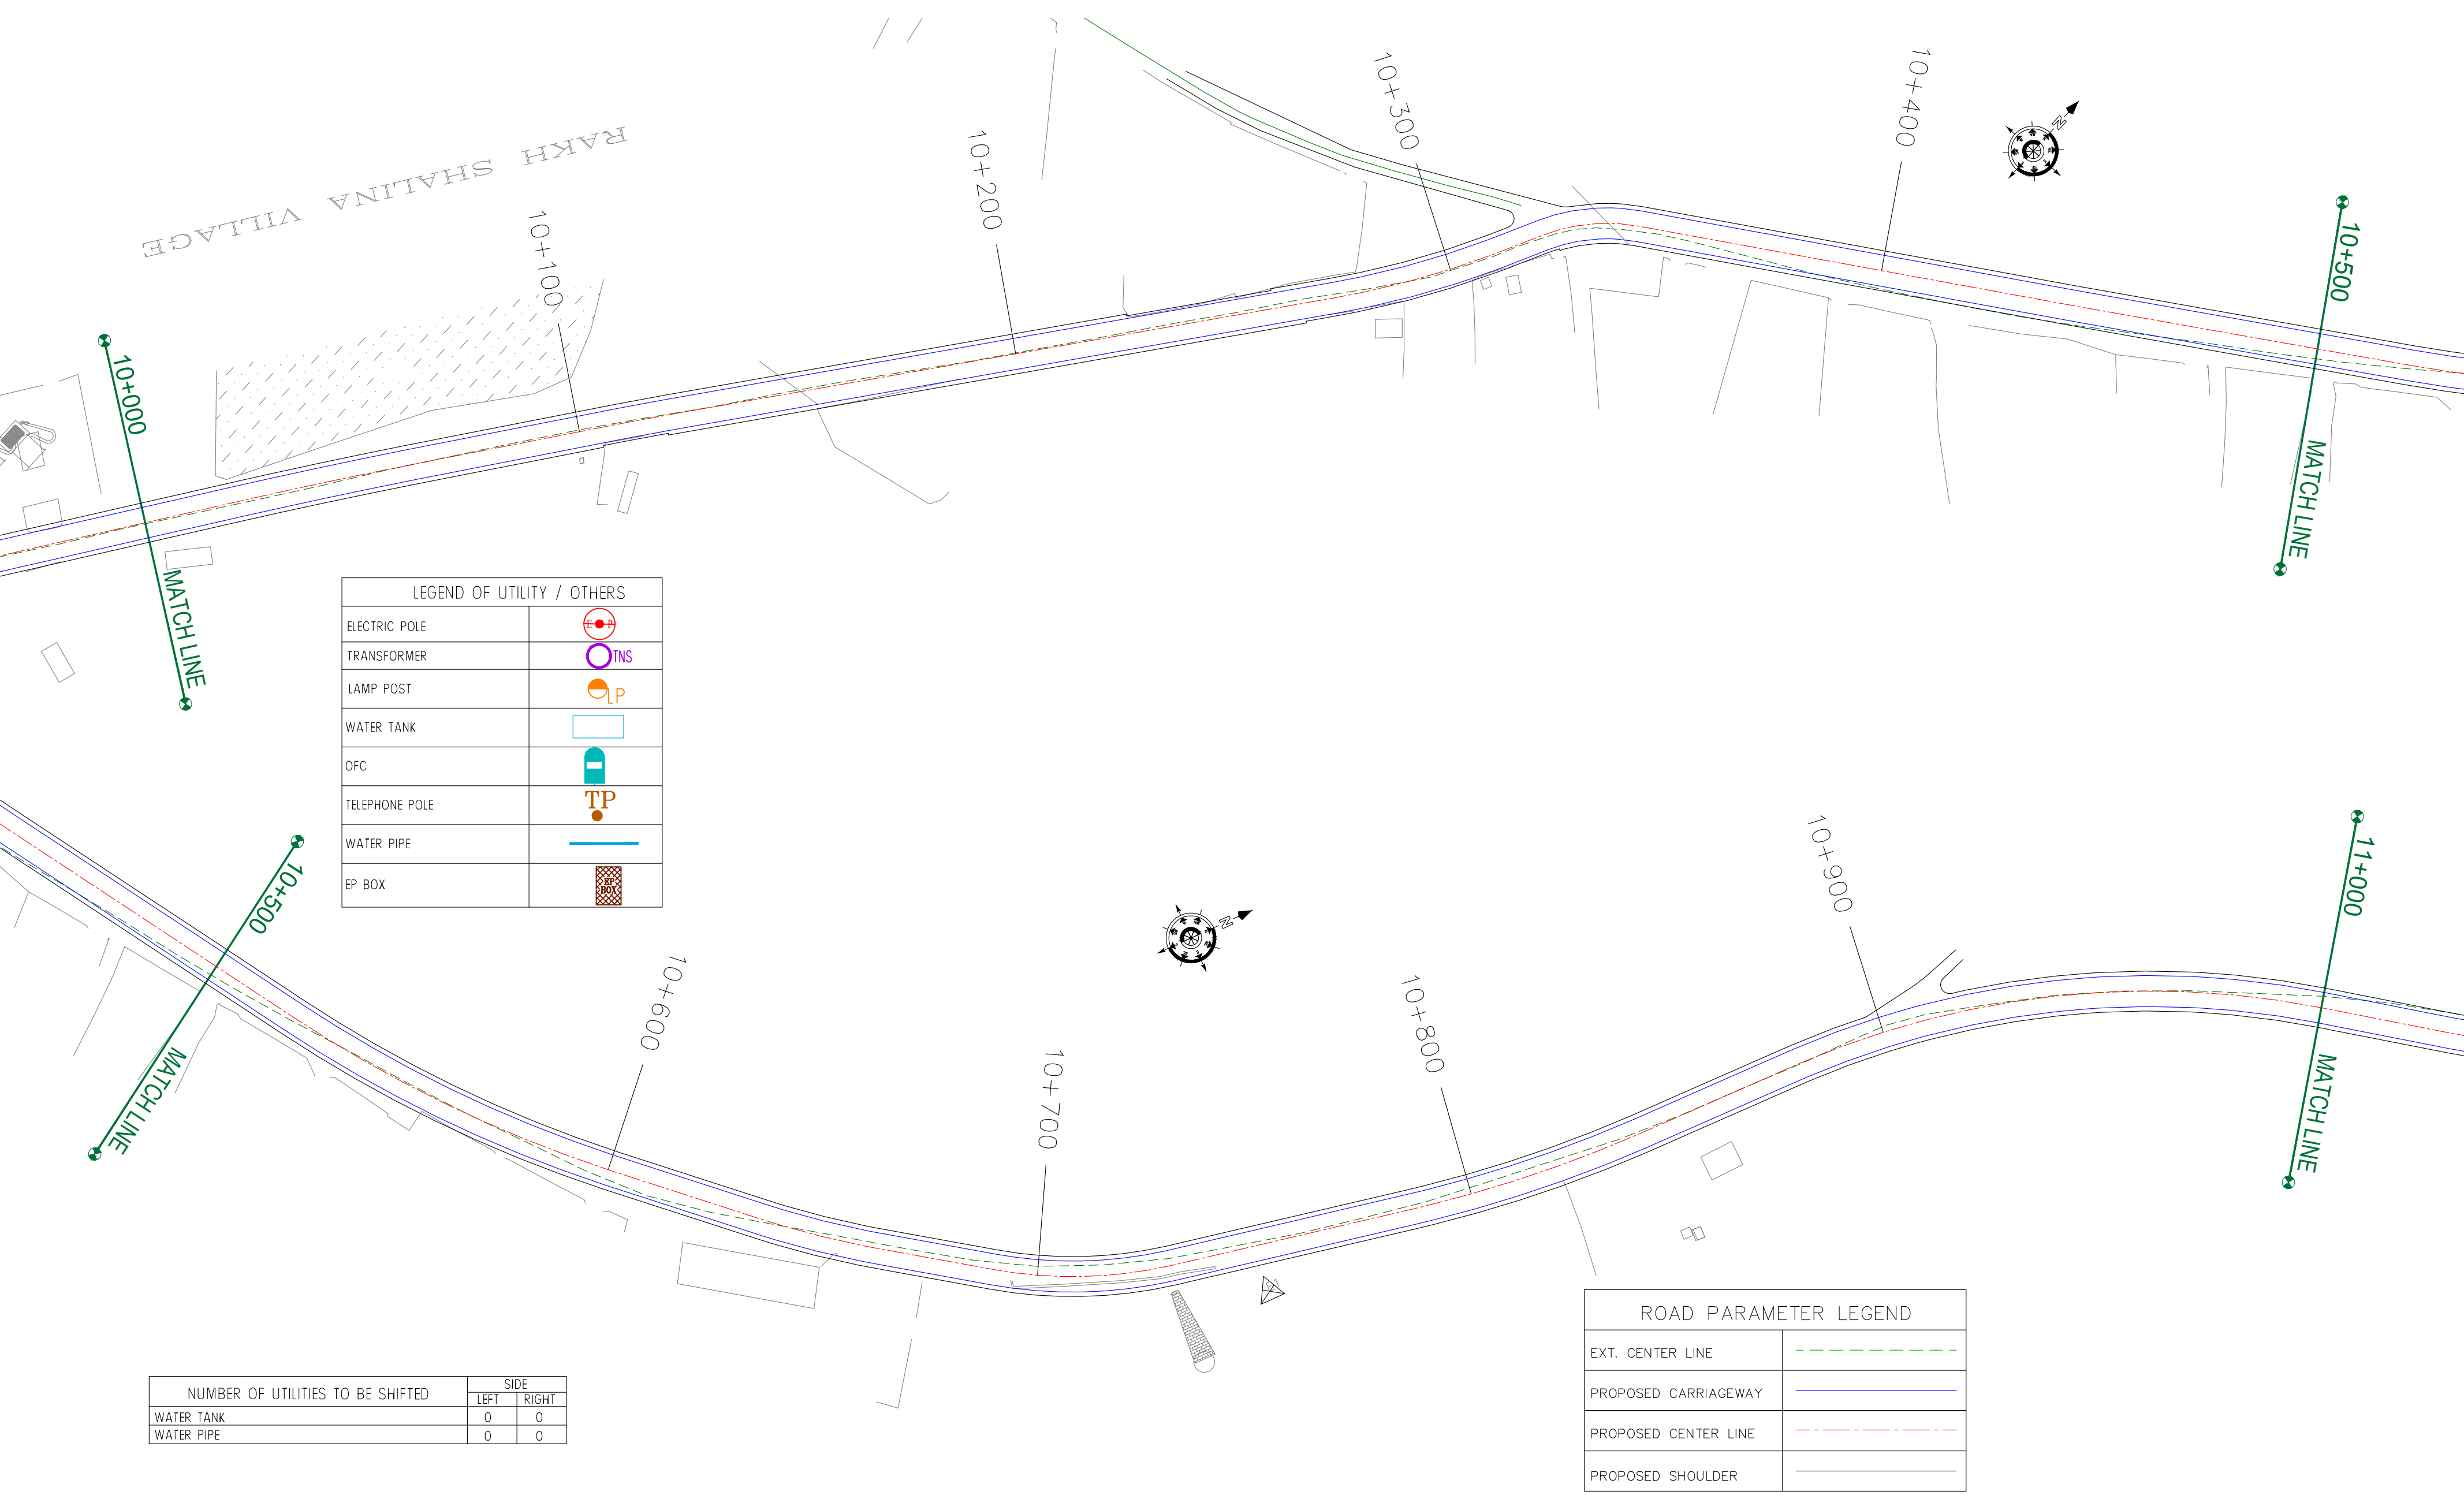 10+300
10+400
N
10+200
RAKH SHALINA VILLAGE
10+100
10+500
10+000
MATCH LINE
MATCH LINE
LEGEND OF UTILITY / OTHERS
ELECTRIC POLE E P
TRANSFORMER TNS
LAMP POST LP
WATER TANK
OFC
TELEPHONE POLE TP
WATER PIPE
EP BOX EP BOX
10+500
MATCH LINE
10+600
10+700
N
10+800
10+900
11+000
MATCH LINE
ROAD PARAMETER LEGEND
EXT. CENTER LINE
PROPOSED CARRIAGEWAY
PROPOSED CENTER LINE
PROPOSED SHOULDER
NUMBER OF UTILITIES TO BE SHIFTED SIDE
LEFT RIGHT
WATER TANK 0 0
WATER PIPE 0 0